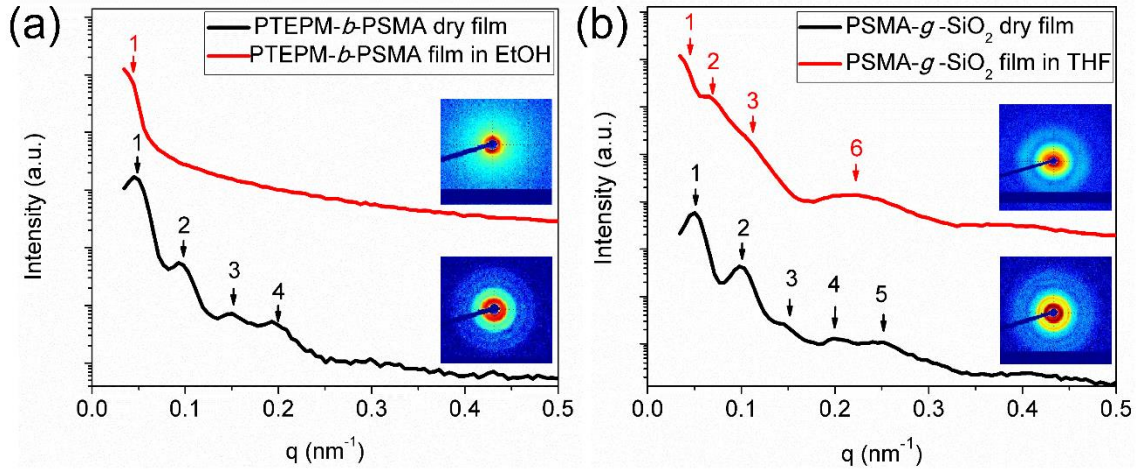 (a)
PTEPM-b-PSMA dry film
PTEPM-b-PSMA film in EtOH
1
1
2
3
4
Intensity (a.u.)
0.0 0.1 0.2 0.3 0.4 0.5
q (nm⁻¹)
(b)
PSMA-g-SiO₂ dry film
PSMA-g-SiO₂ film in THF
1
2
3
6
1
2
3
4
5
Intensity (a.u.)
0.0 0.1 0.2 0.3 0.4 0.5
q (nm⁻¹)